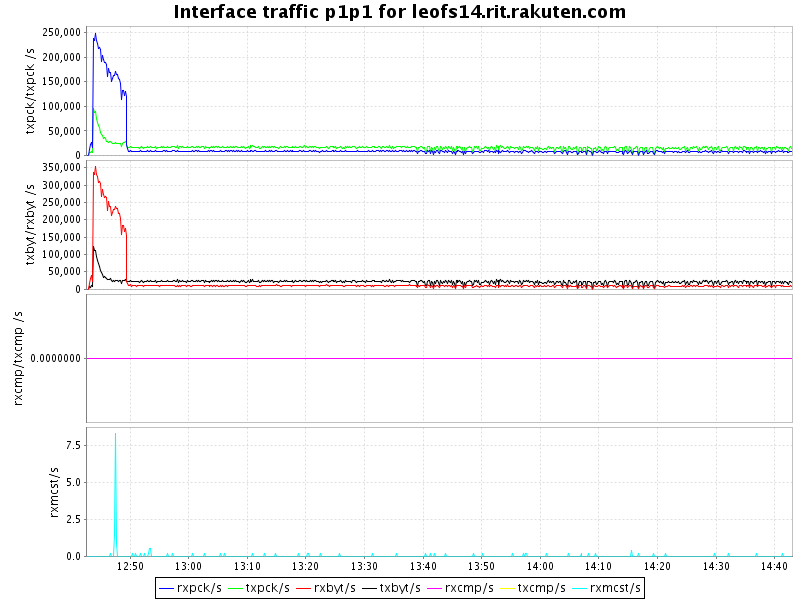 Interface traffic p1p1 for leofs14.rit.rakuten.com
txpck/txpck /s
250,000
200,000
150,000
100,000
50,000
0
txbyt/rxbyt /s
350,000
300,000
250,000
200,000
150,000
100,000
50,000
0
rxcmp/txcmp /s
0.0000000
rxmcst/s
7.5
5.0
2.5
0.0
12:50 13:00 13:10 13:20 13:30 13:40 13:50 14:00 14:10 14:20 14:30 14:40
rxpck/s txpck/s rxbyt/s txbyt/s rxcmp/s txcmp/s rxmcst/s